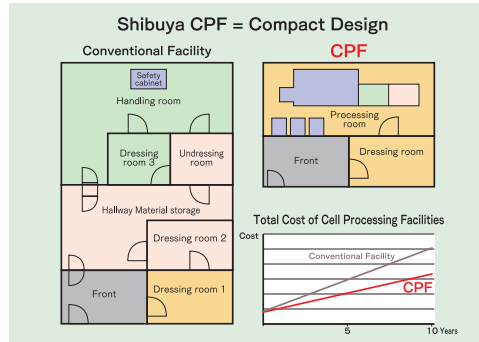 Shibuya CPF = Compact Design
Conventional Facility
Safety
cabinet
Handling room
Dressing
room 3
Undressing
room
Hallway Material storage
Dressing room 2
Front
Dressing room 1
CPF
Processing
room
Front
Dressing room
Total Cost of Cell Processing Facilities
Cost
Conventional Facility
CPF
5
10 Years